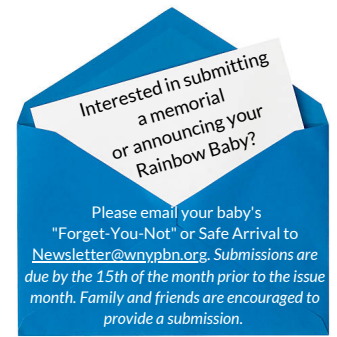 Interested in submitting
a memorial
or announcing your
Rainbow Baby?
Please email your baby's
"Forget-You-Not" or Safe Arrival to
Newsletter@wnypbn.org. Submissions are
due by the 15th of the month prior to the issue
month. Family and friends are encouraged to
provide a submission.